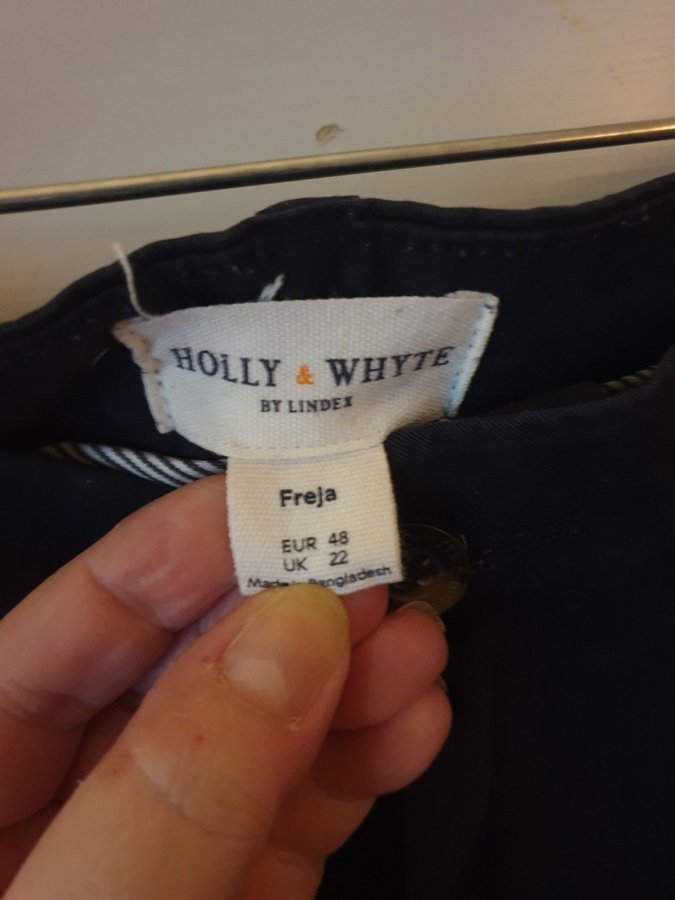 HOLLY & WHYTE
BY LINDEX
Freja
EUR 48
UK 22
Made in Bangladesh